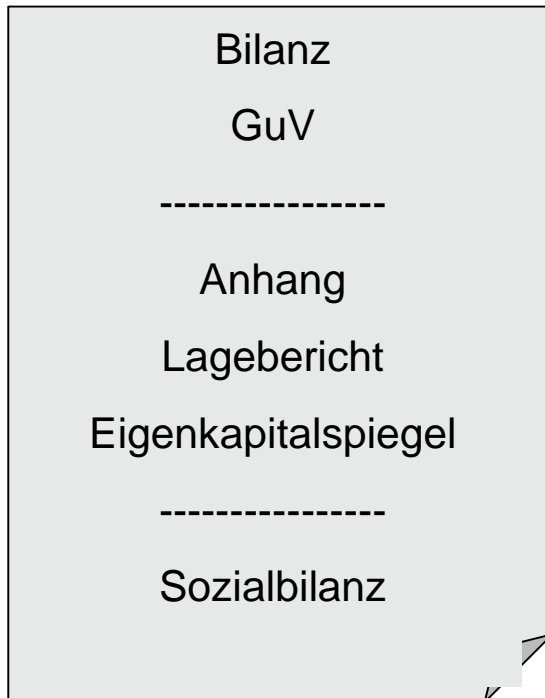 Bilanz
GuV
----------------
Anhang
Lagebericht
Eigenkapitalspiegel
----------------
Sozialbilanz